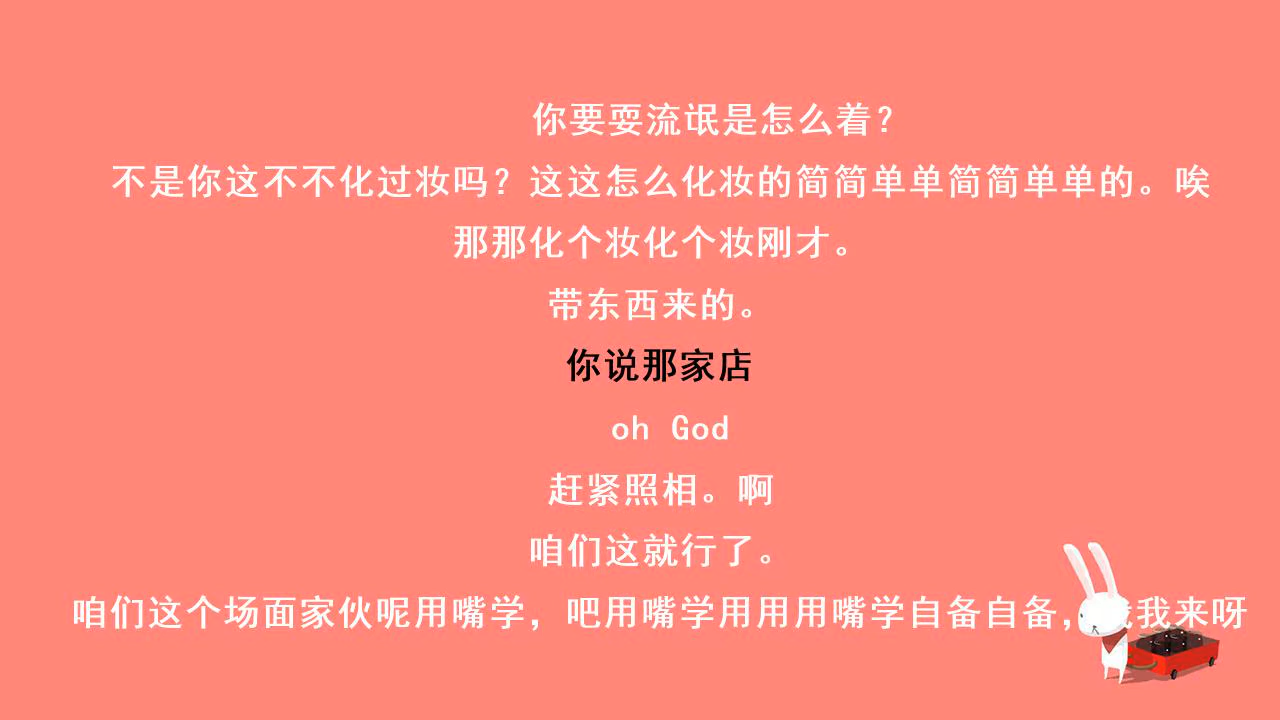 你要耍流氓是怎么着？
不是你这不不化过妆吗？这这怎么化妆的简简单单简简单单的。唉
那那化个妆化个妆刚才。
带东西来的。
你说那家店
oh God
赶紧照相。啊
咱们这就行了。
咱们这个场面家伙呢用嘴学，吧用嘴学用用用嘴学自备自备，我来呀